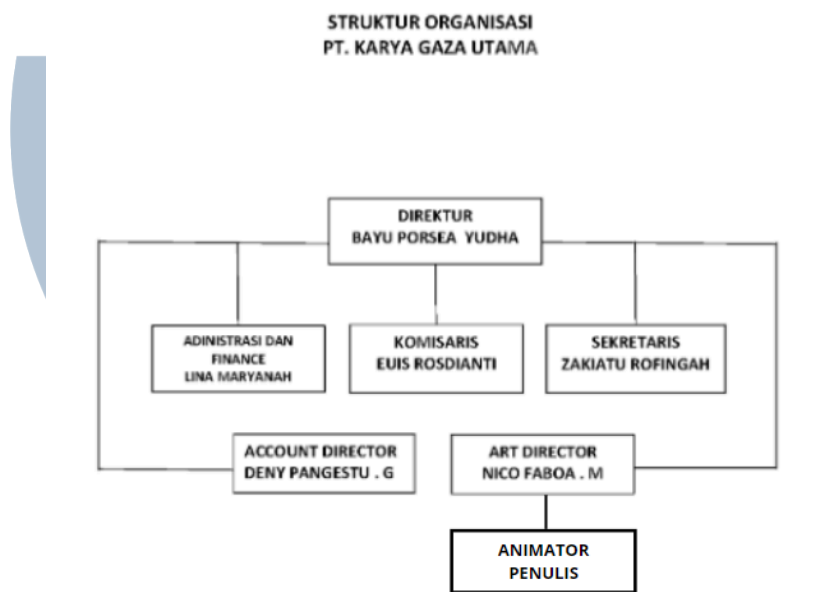 STRUKTUR ORGANISASI
PT. KARYA GAZA UTAMA
DIREKTUR
BAYU PORSEA YUDHA
ADINISTRASI DAN
FINANCE
LINA MARYANAH
KOMISARIS
EUIS ROSDIANTI
SEKRETARIS
ZAKIATU ROFINGAH
ACCOUNT DIRECTOR
DENY PANGESTU . G
ART DIRECTOR
NICO FABOA . M
ANIMATOR
PENULIS